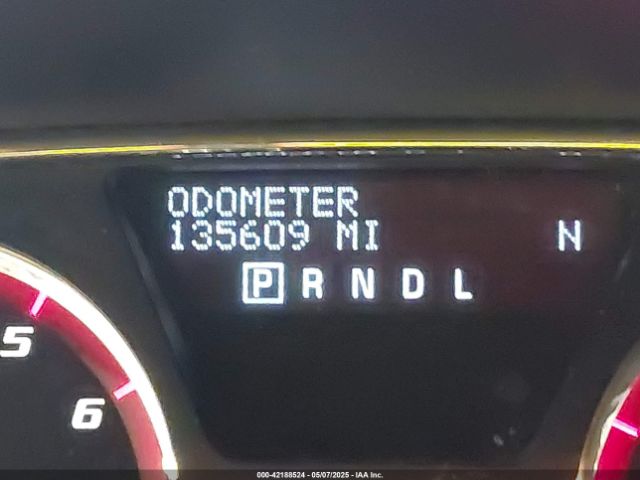 ODOMETER
135609 MI N
P R N D L
5
6
000-42188524 - 05/07/2025 - IAA Inc.